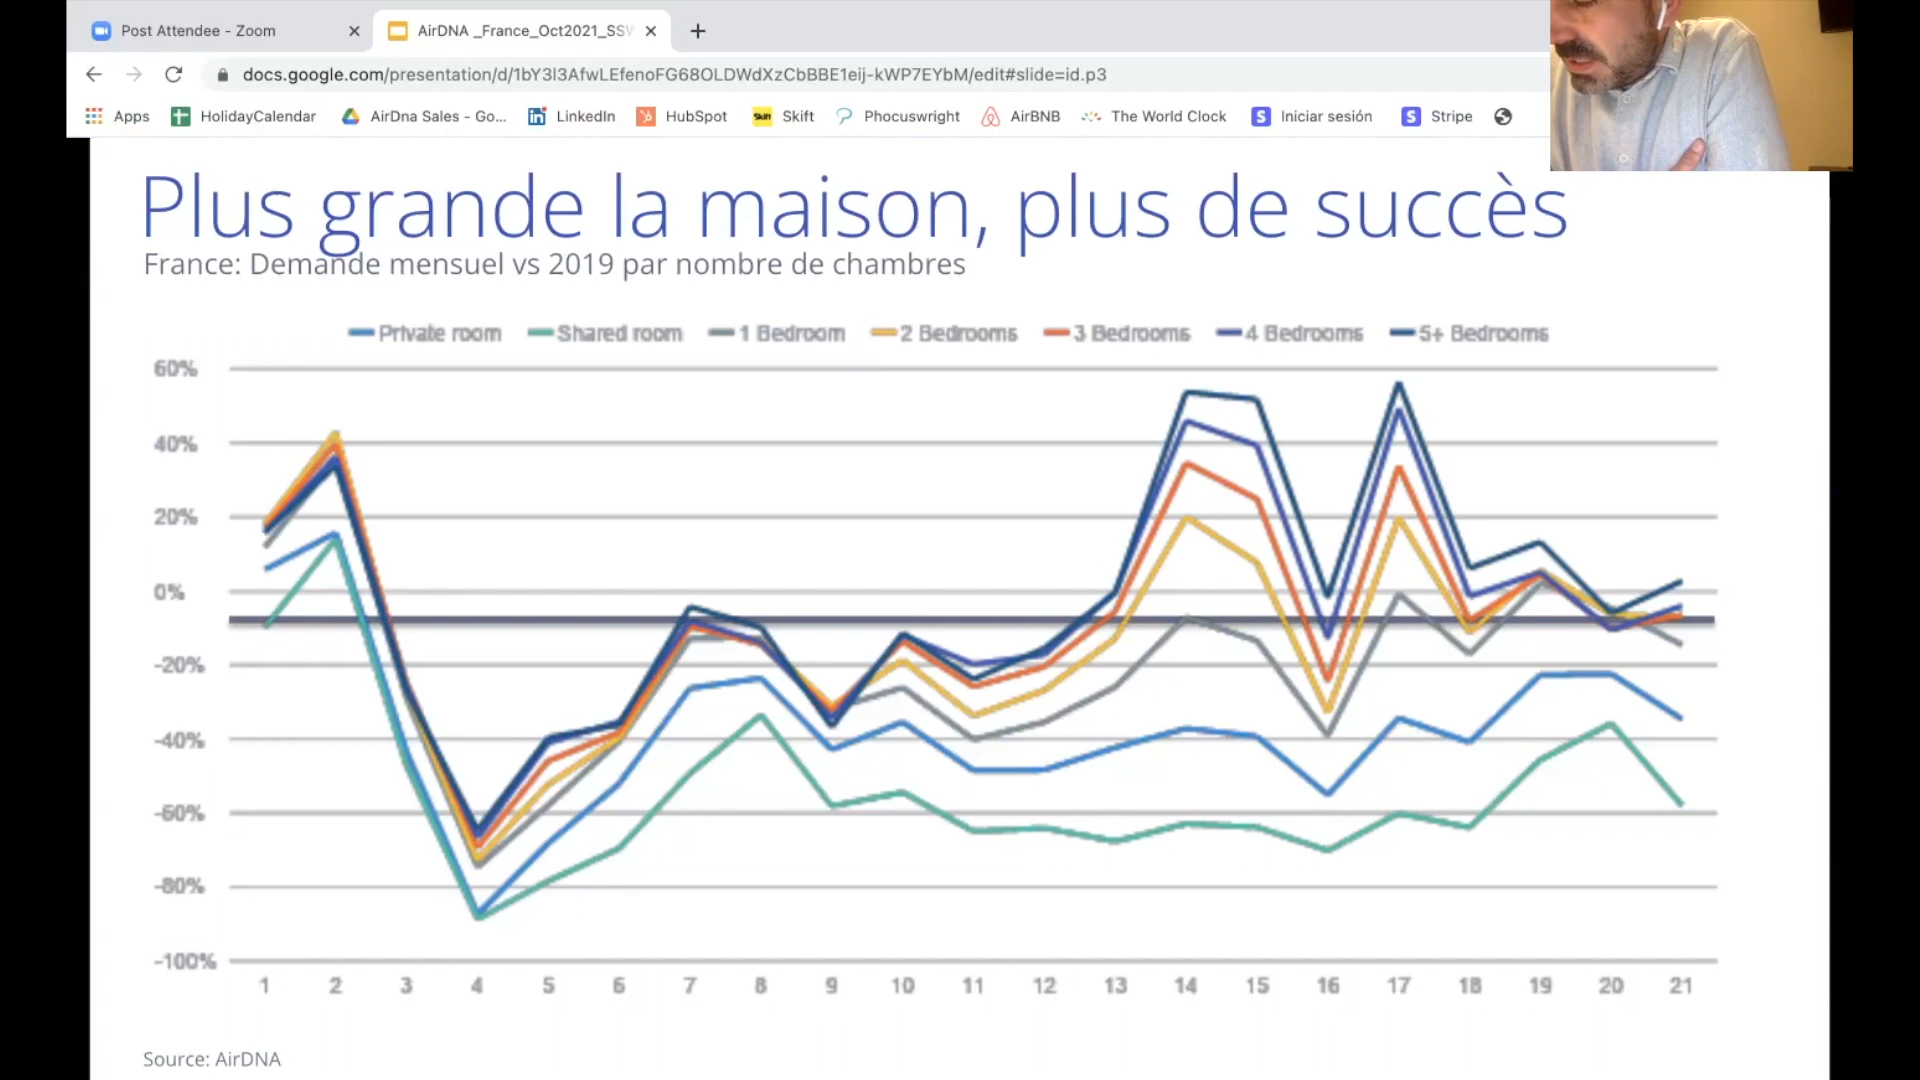 Post Attendee - Zoom
AirDNA _France_Oct2021_SSW
docs.google.com/presentation/d/1bY3l3AfwLEfenoFG68OLDWdXzCbBBE1eij-kWP7EYbM/edit#slide=id.p3
Apps HolidayCalendar AirDna Sales - Go... LinkedIn HubSpot Skift Phocuswright AirBNB The World Clock Iniciar sesión Stripe
Plus grande la maison, plus de succès
France: Demande mensuel vs 2019 par nombre de chambres
Private room Shared room 1 Bedroom 2 Bedrooms 3 Bedrooms 4 Bedrooms 5+ Bedrooms
60%
40%
20%
0%
-20%
-40%
-60%
-80%
-100%
1 2 3 4 5 6 7 8 9 10 11 12 13 14 15 16 17 18 19 20 21
Source: AirDNA